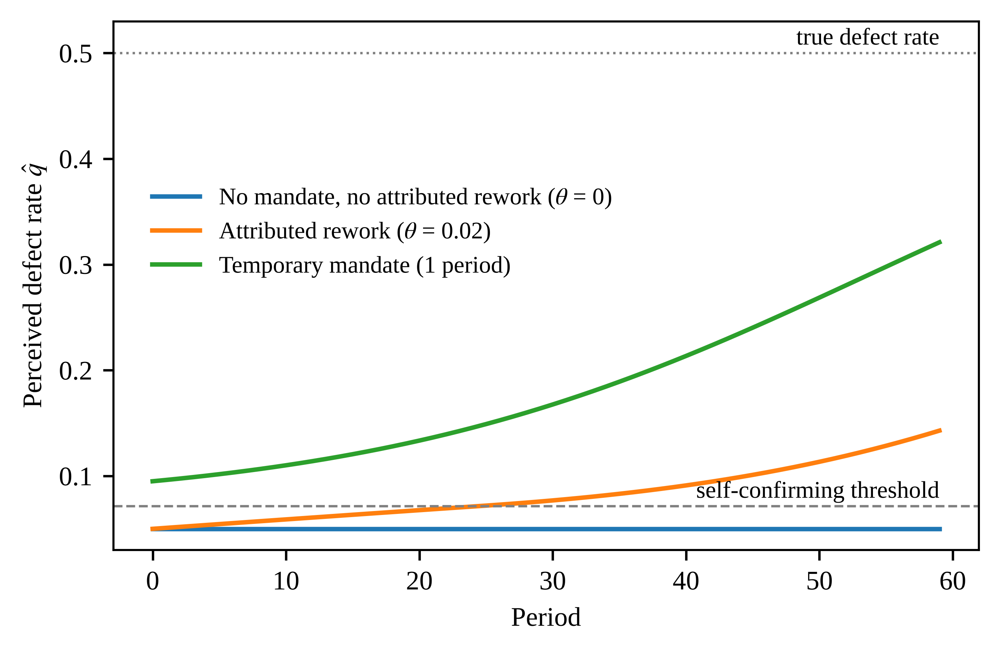 true defect rate
0.5
0.4
0.3
0.2
0.1
Perceived defect rate q̂
No mandate, no attributed rework (θ = 0)
Attributed rework (θ = 0.02)
Temporary mandate (1 period)
self-confirming threshold
0 10 20 30 40 50 60
Period